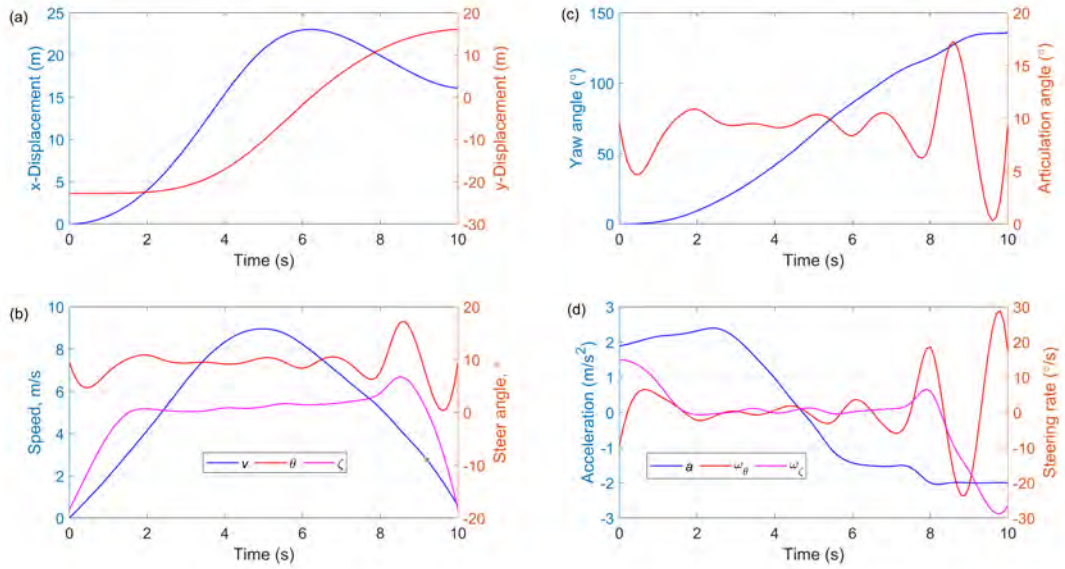 (a)
25
20
15
10
5
0
x-Displacement (m)
20
10
0
-10
-20
-30
y-Displacement (m)
0 2 4 6 8 10
Time (s)
(c)
150
100
50
0
Yaw angle (°)
20
15
10
5
0
Articulation angle (°)
0 2 4 6 8 10
Time (s)
(b)
10
8
6
4
2
0
Speed, m/s
20
10
0
-10
-20
Steer angle, °
v θ ζ
0 2 4 6 8 10
Time (s)
(d)
3
2
1
0
-1
-2
-3
Acceleration (m/s²)
30
20
10
0
-10
-20
-30
Steering rate (°/s)
a ω_θ ω_ζ
0 2 4 6 8 10
Time (s)